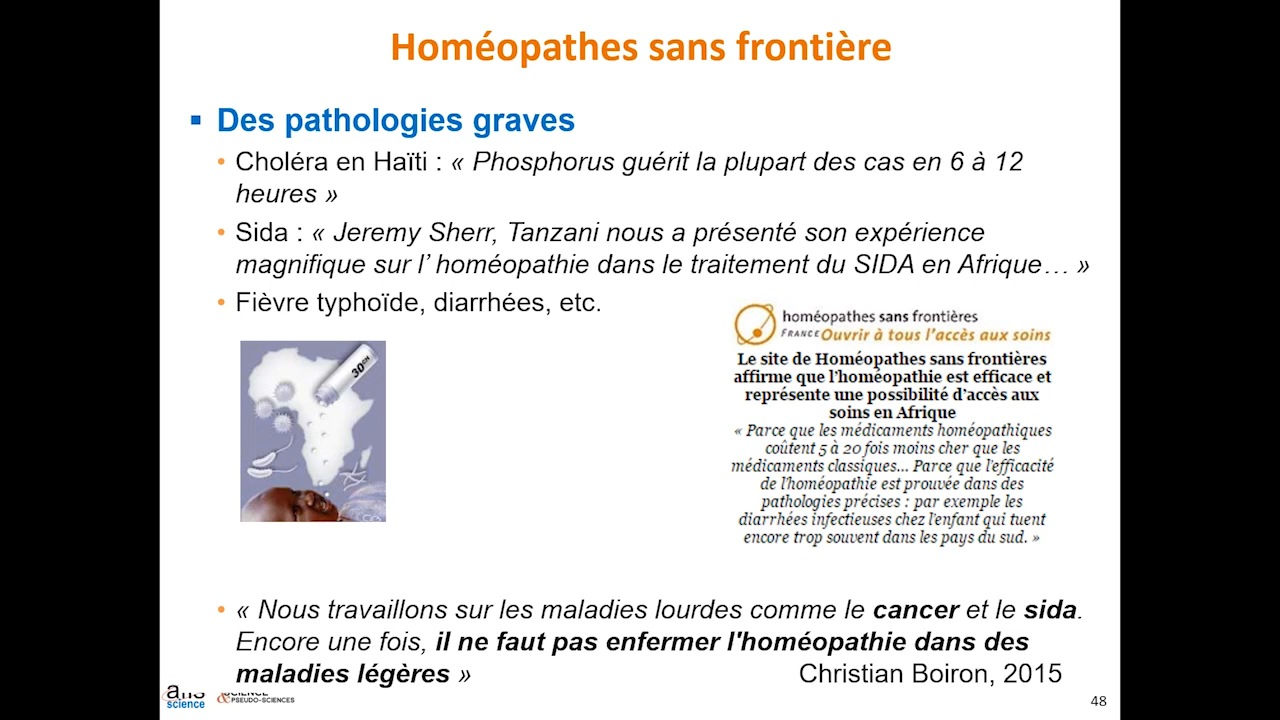 Homéopathes sans frontière
Des pathologies graves
Choléra en Haïti : « Phosphorus guérit la plupart des cas en 6 à 12
heures »
Sida : « Jeremy Sherr, Tanzani nous a présenté son expérience
magnifique sur l' homéopathie dans le traitement du SIDA en Afrique… »
Fièvre typhoïde, diarrhées, etc.
30CH
homéopathes sans frontières
FRANCE Ouvrir à tous l'accès aux soins
Le site de Homéopathes sans frontières
affirme que l'homéopathie est efficace et
représente une possibilité d'accès aux
soins en Afrique
« Parce que les médicaments homéopathiques
coûtent 5 à 20 fois moins cher que les
médicaments classiques... Parce que l'efficacité
de l'homéopathie est prouvée dans des
pathologies précises : par exemple les
diarrhées infectieuses chez l'enfant qui tuent
encore trop souvent dans les pays du sud. »
« Nous travaillons sur les maladies lourdes comme le cancer et le sida.
Encore une fois, il ne faut pas enfermer l'homéopathie dans des
maladies légères »
Christian Boiron, 2015
science
SCIENCE
& PSEUDO-SCIENCES
48